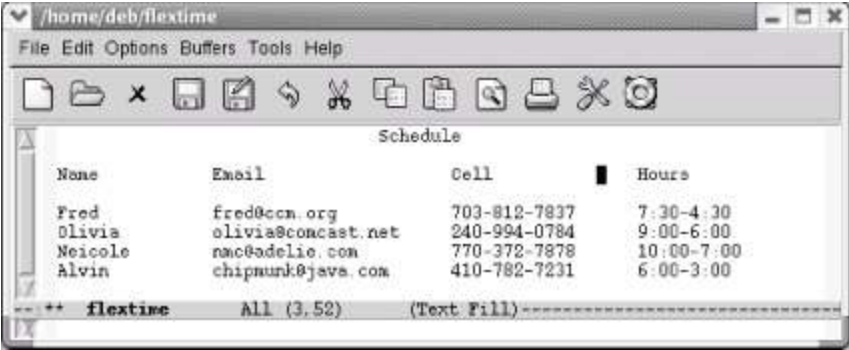 /home/deb/flextime
File Edit Options Buffers Tools Help
Schedule
Name Email Cell Hours
Fred fred@ccm.org 703-812-7837 7:30-4:30
Olivia olivia@comcast.net 240-994-0784 9:00-6:00
Neicole nmc@adelie.com 770-372-7878 10:00-7:00
Alvin chipmunk@java.com 410-782-7231 6:00-3:00
--:** flextime All (3,52) (Text Fill)------------------------------